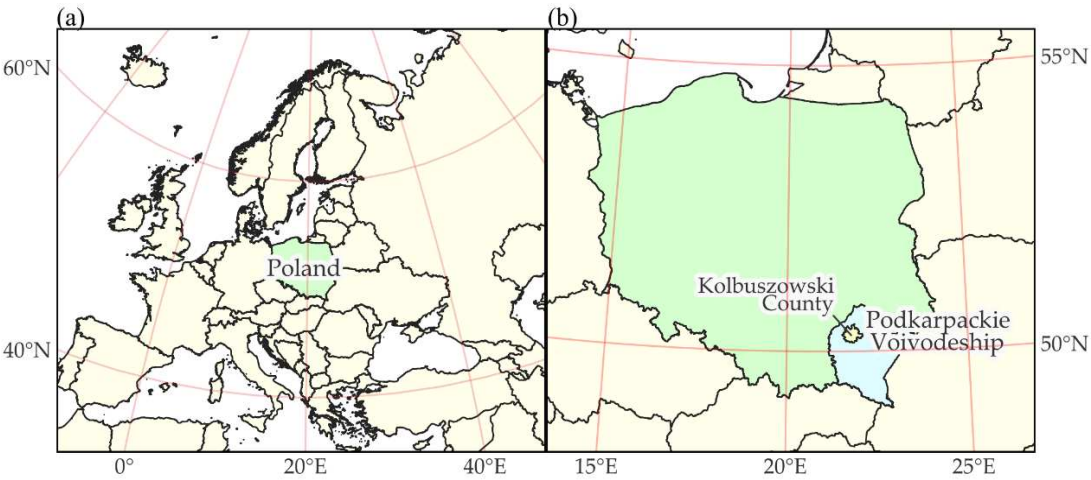 (a)
60°N
40°N
Poland
0°
20°E
40°E
(b)
55°N
50°N
Kolbuszowski
County
Podkarpackie
Voivodeship
15°E
20°E
25°E